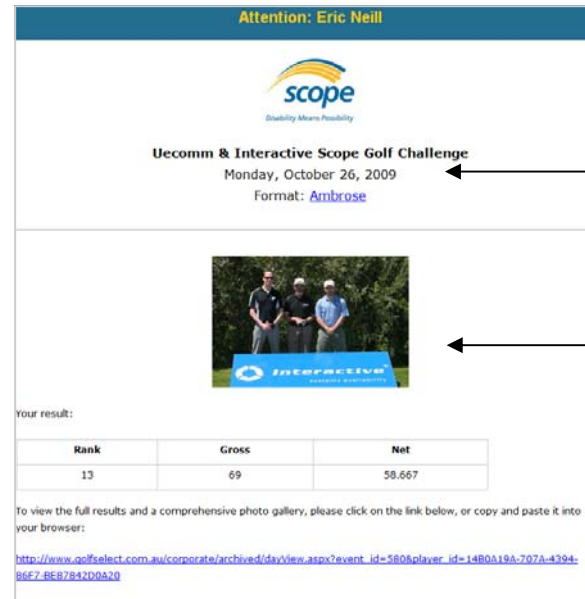 Attention: Eric Neill
scope
Disability Means Possibility
Uecomm & Interactive Scope Golf Challenge
Monday, October 26, 2009
Format: Ambrose
interactive
systems availability
Your result:
Rank Gross Net
13 69 58.667
To view the full results and a comprehensive photo gallery, please click on the link below, or copy and paste it into
your browser:
http://www.golfselect.com.au/corporate/archived/dayView.aspx?event_id=580&player_id=14B0A19A-707A-4394-
86F7-BE87842D0A20